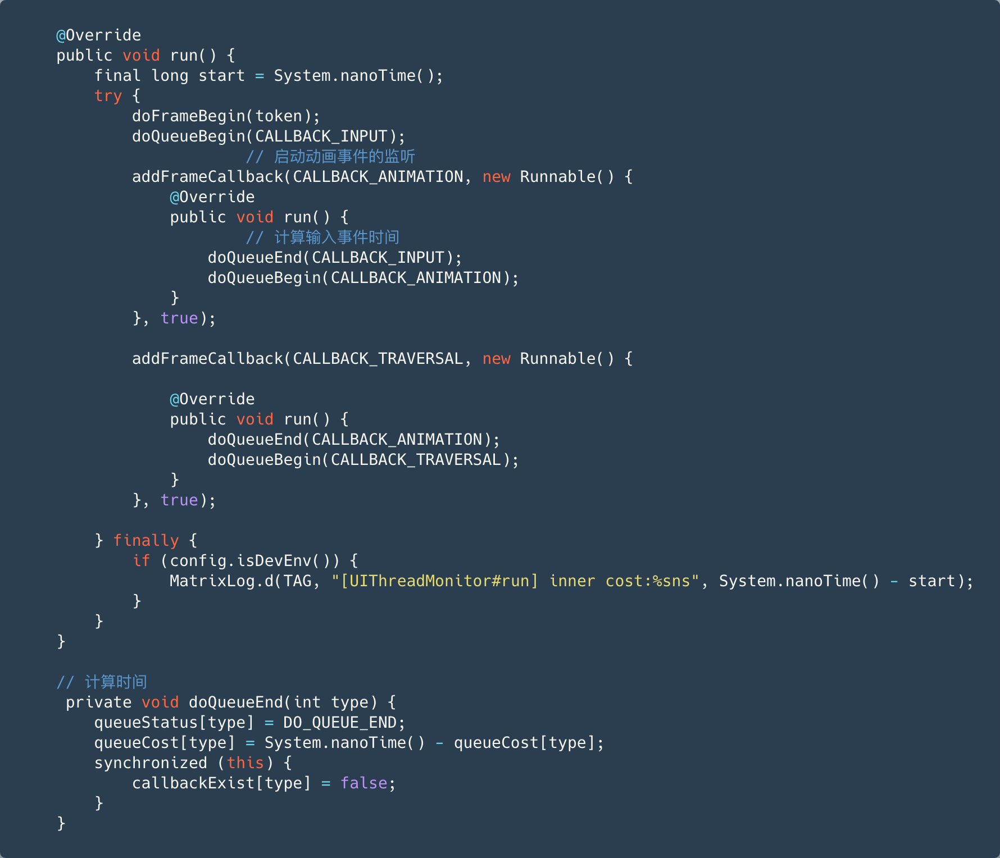 @Override
public void run() {
    final long start = System.nanoTime();
    try {
        doFrameBegin(token);
        doQueueBegin(CALLBACK_INPUT);
                    // 启动动画事件的监听
        addFrameCallback(CALLBACK_ANIMATION, new Runnable() {
            @Override
            public void run() {
                    // 计算输入事件时间
                doQueueEnd(CALLBACK_INPUT);
                doQueueBegin(CALLBACK_ANIMATION);
            }
        }, true);

        addFrameCallback(CALLBACK_TRAVERSAL, new Runnable() {

            @Override
            public void run() {
                doQueueEnd(CALLBACK_ANIMATION);
                doQueueBegin(CALLBACK_TRAVERSAL);
            }
        }, true);

    } finally {
        if (config.isDevEnv()) {
            MatrixLog.d(TAG, "[UIThreadMonitor#run] inner cost:%sns", System.nanoTime() - start);
        }
    }
}

// 计算时间
 private void doQueueEnd(int type) {
    queueStatus[type] = DO_QUEUE_END;
    queueCost[type] = System.nanoTime() - queueCost[type];
    synchronized (this) {
        callbackExist[type] = false;
    }
}